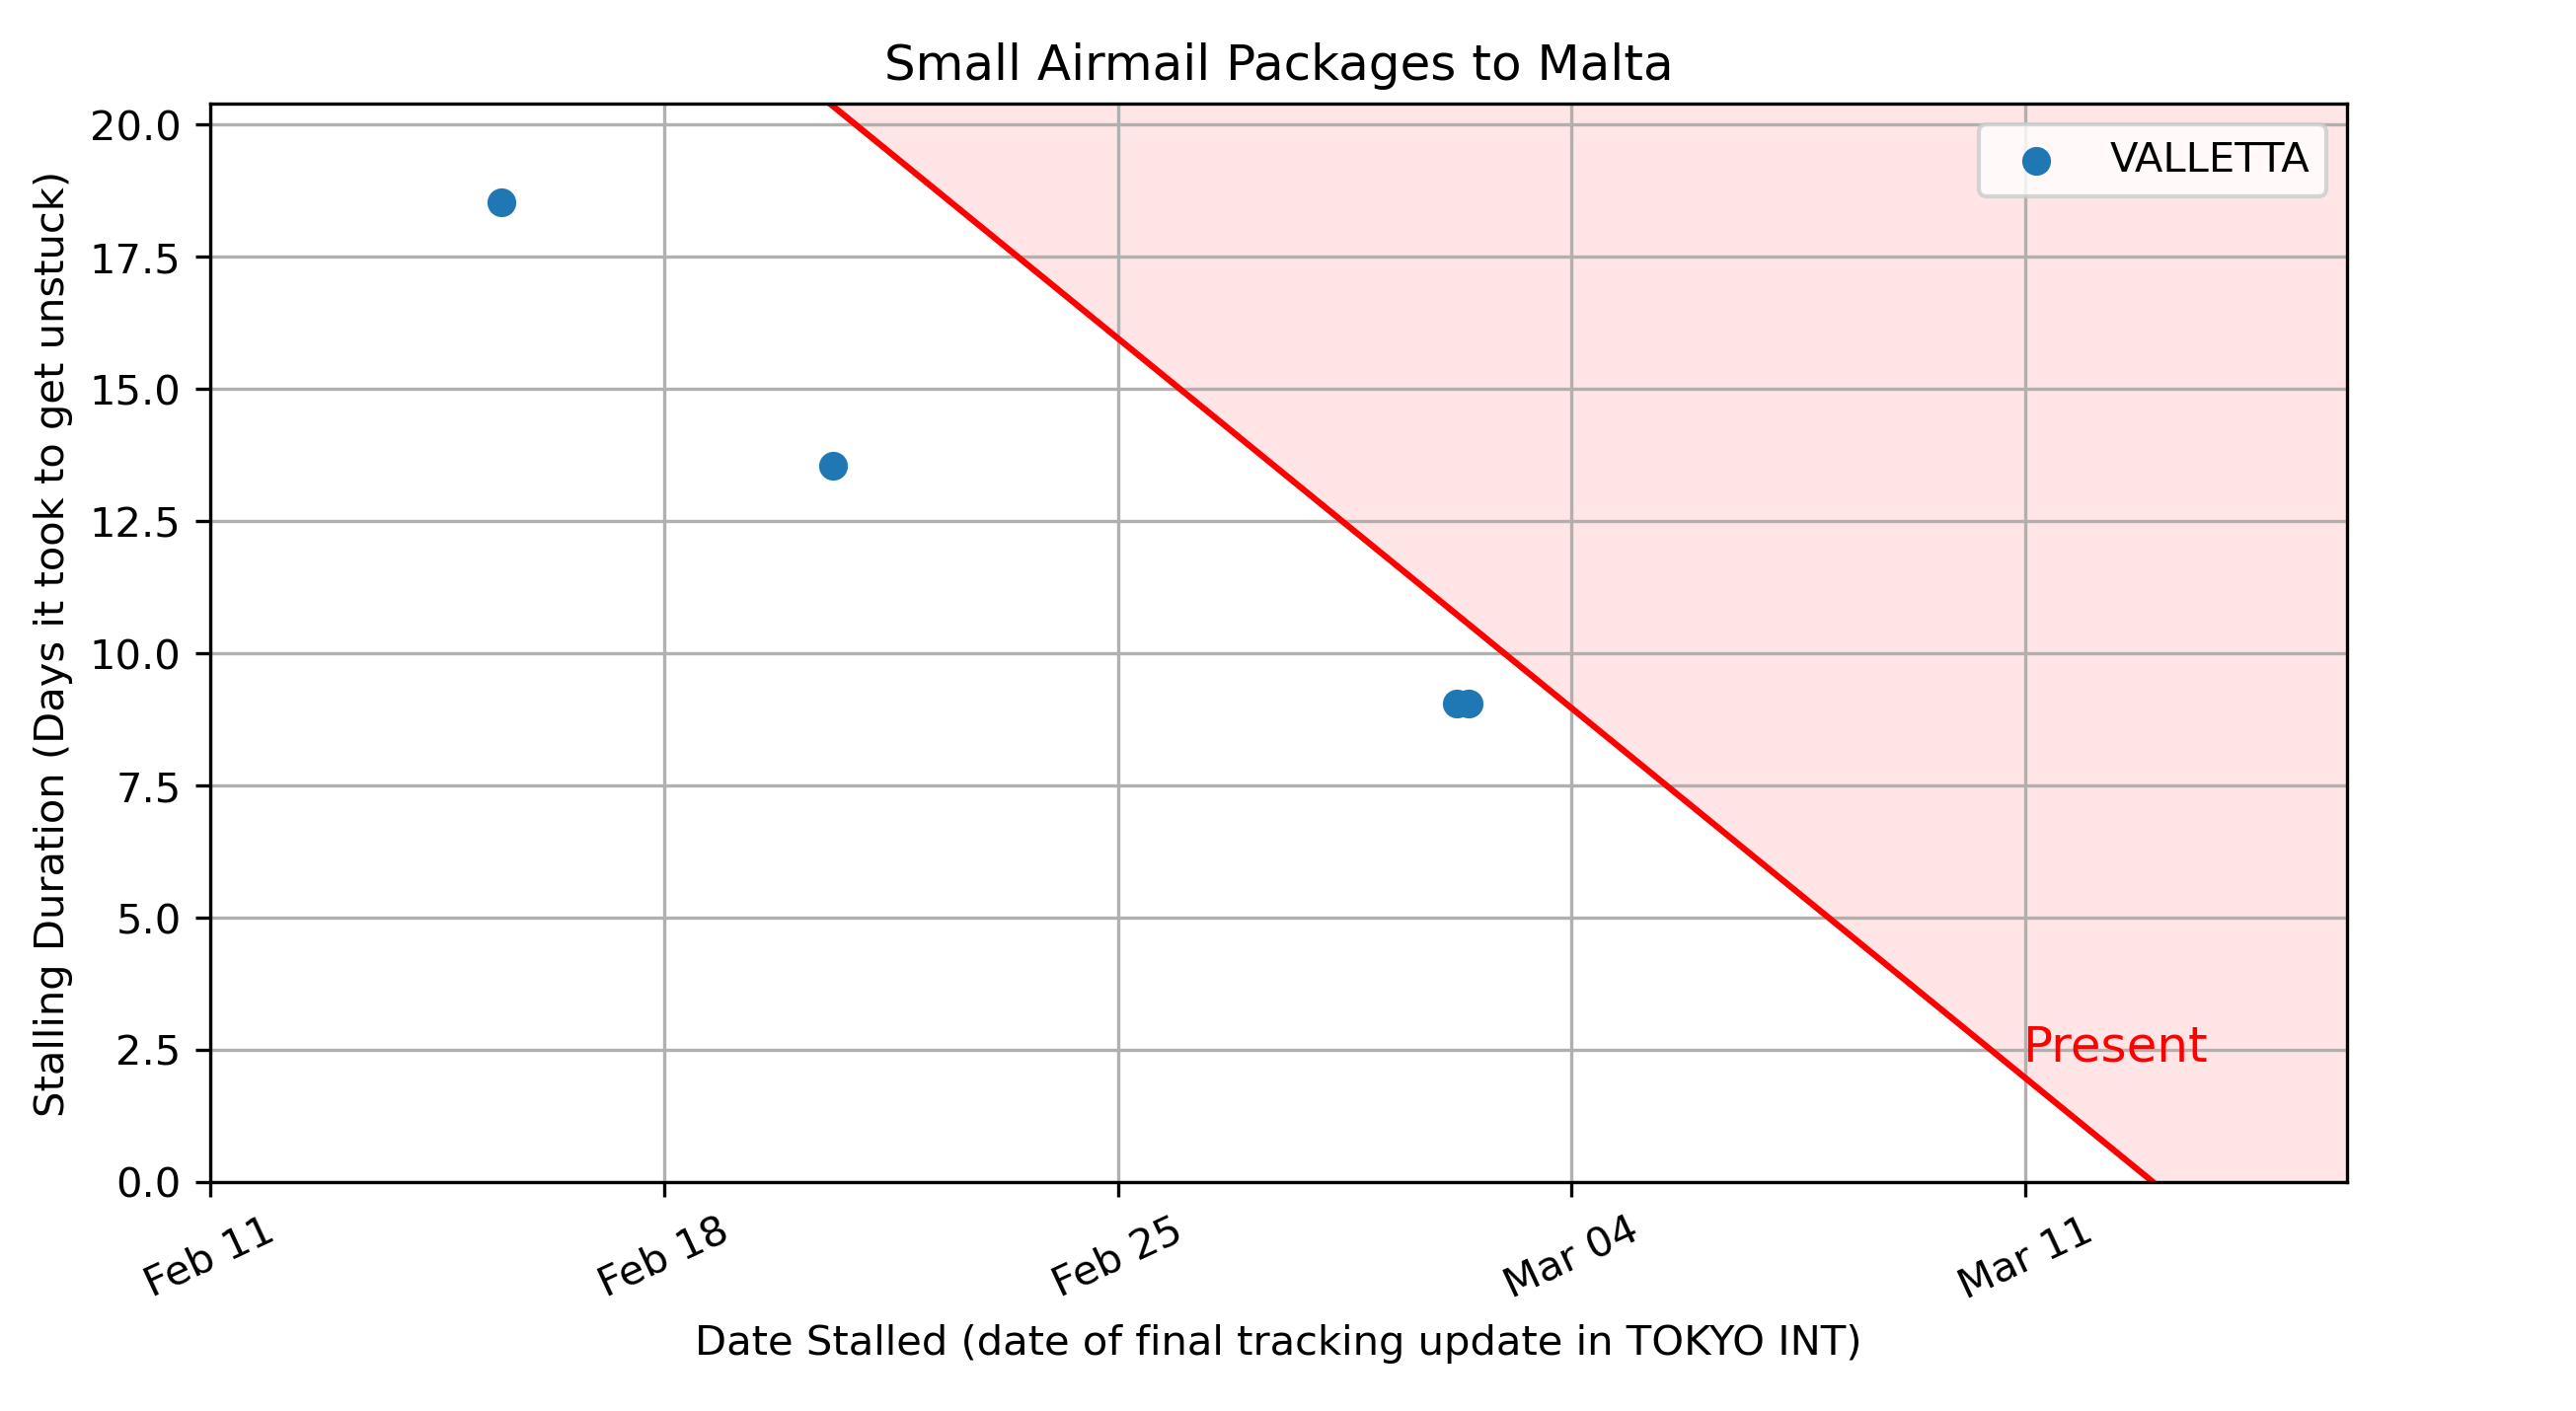 Small Airmail Packages to Malta
VALLETTA
Stalling Duration (Days it took to get unstuck)
20.0
17.5
15.0
12.5
10.0
7.5
5.0
2.5
0.0
Present
Feb 11
Feb 18
Feb 25
Mar 04
Mar 11
Date Stalled (date of final tracking update in TOKYO INT)